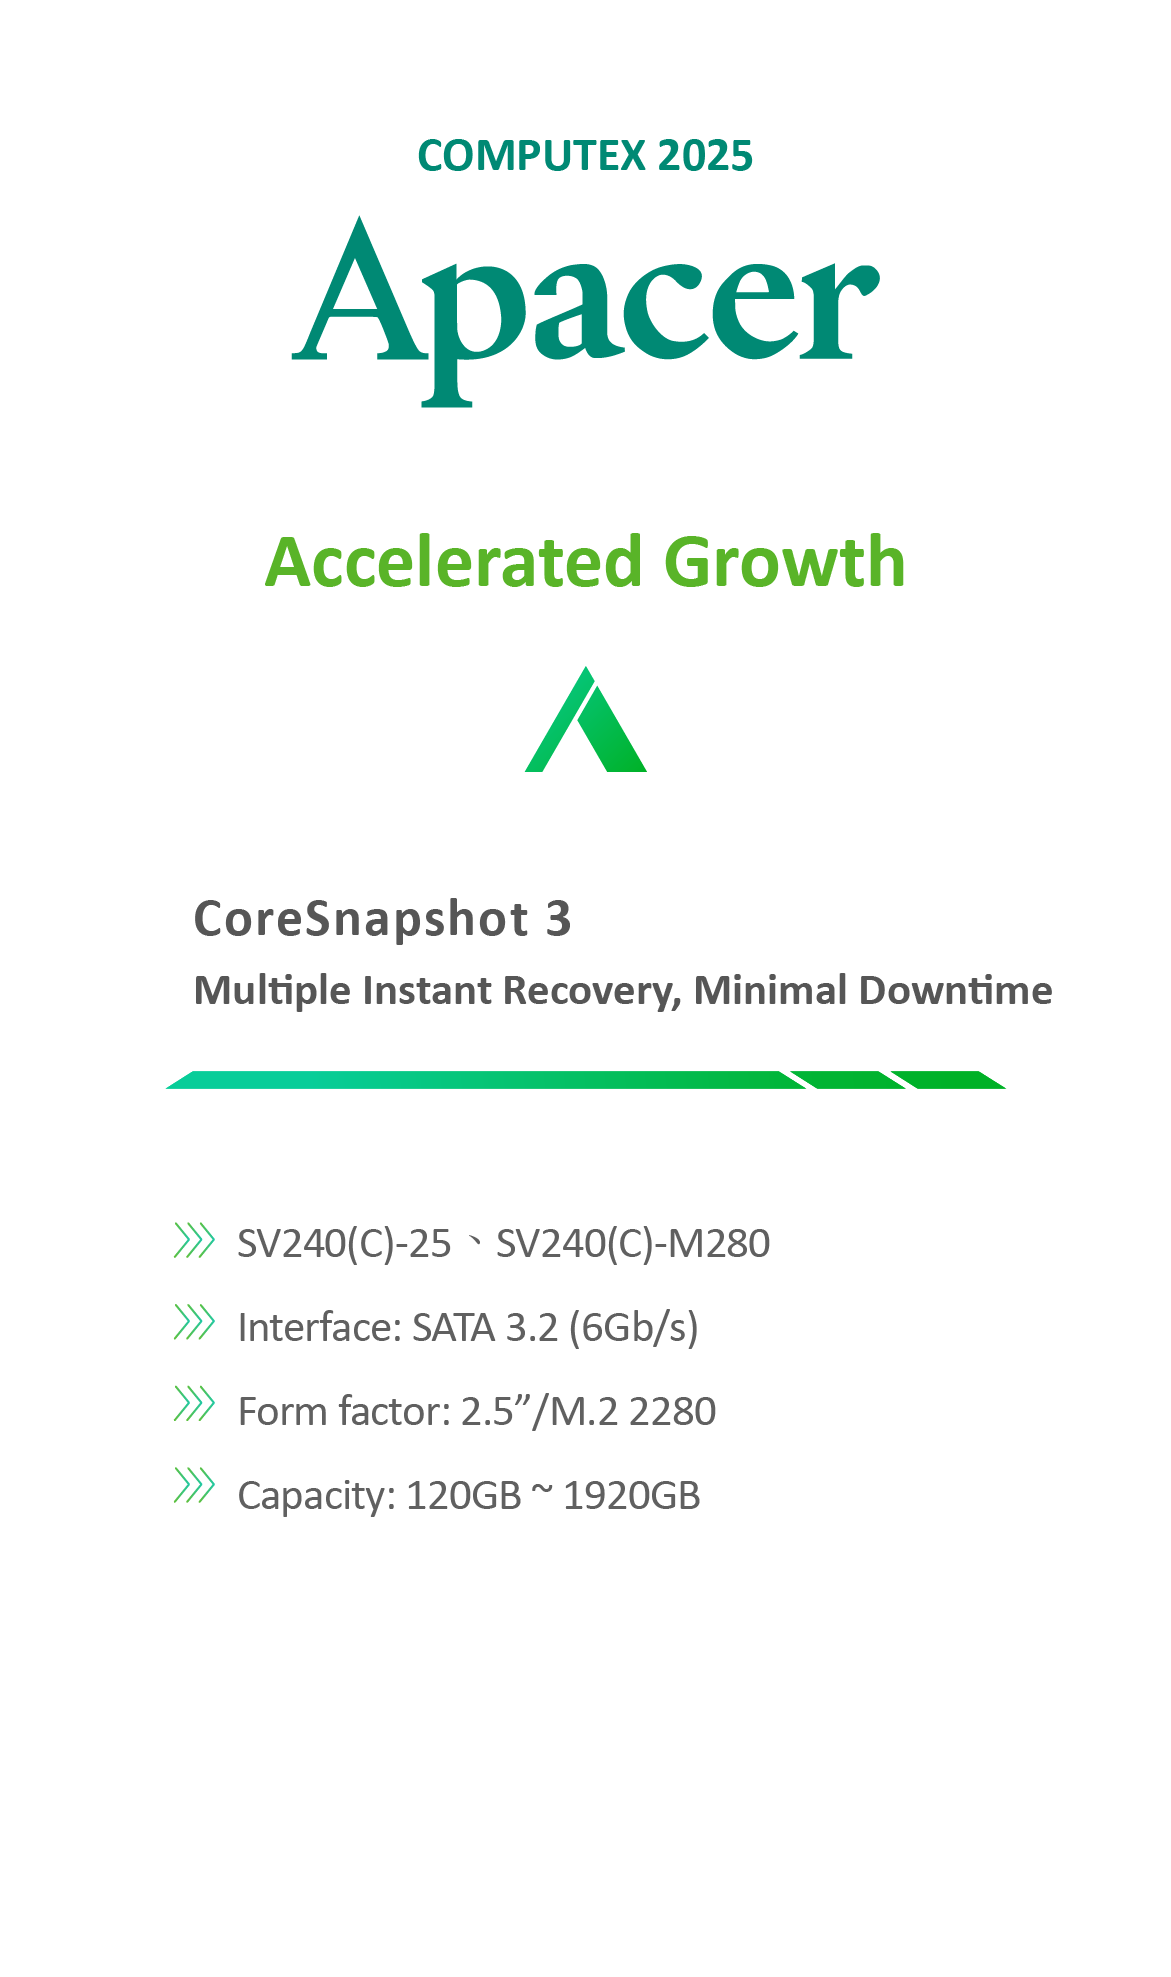 COMPUTEX 2025
Apacer
Accelerated Growth
CoreSnapshot 3
Multiple Instant Recovery, Minimal Downtime
SV240(C)-25、SV240(C)-M280
Interface: SATA 3.2 (6Gb/s)
Form factor: 2.5”/M.2 2280
Capacity: 120GB ~ 1920GB